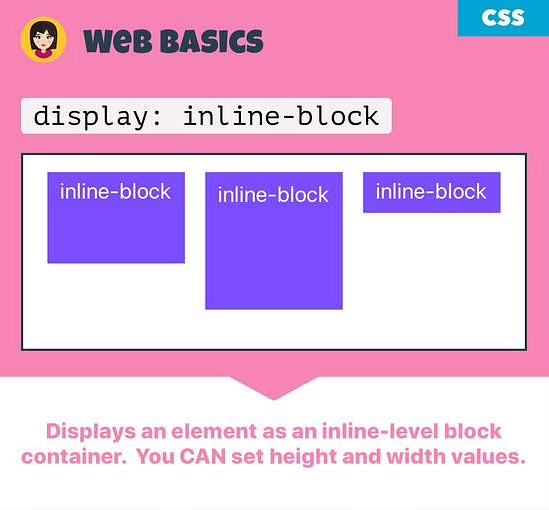 CSS
WeB BASICS
display: inline-block
inline-block inline-block inline-block
Displays an element as an inline-level block
container. You CAN set height and width values.